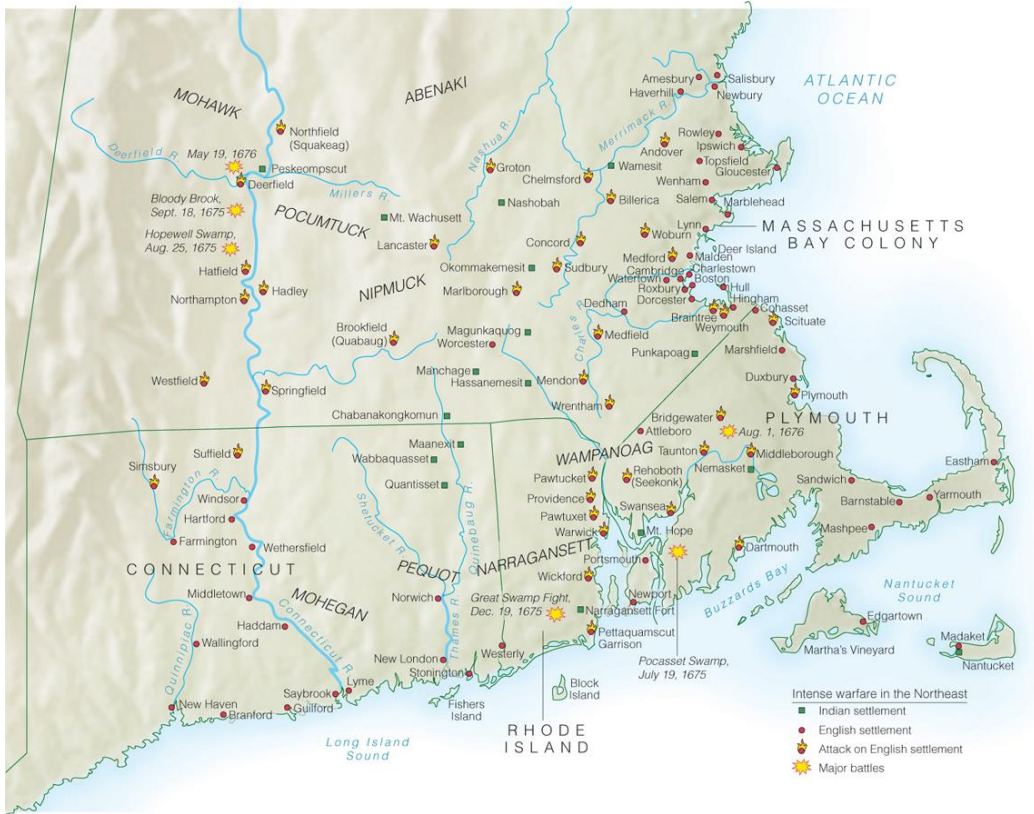 ATLANTIC
OCEAN
MOHAWK
ABENAKI
Amesbury
Salisbury
Haverhill
Newbury
Merrimack R.
Nashua R.
Northfield
(Squakeag)
Rowley
Ipswich
Andover
Topsfield
Gloucester
Deerfield R.
May 19, 1676
Peskeompscut
Deerfield
Millers R.
Groton
Chelmsford
Wamesit
Wenham
Bloody Brook,
Sept. 18, 1675
POCUMTUCK
Mt. Wachusett
Nashobah
Billerica
Salem
Marblehead
Hopewell Swamp,
Aug. 25, 1675
Lancaster
Concord
Woburn
Lynn
MASSACHUSETTS
BAY COLONY
Deer Island
Hatfield
Okommakemesit
Sudbury
Medford
Malden
Cambridge
Charlestown
Watertown
Boston
Roxbury
Hull
Dorcester
Northampton
Hadley
NIPMUCK
Marlborough
Dedham
Hingham
Cohasset
Braintree
Weymouth
Scituate
Brookfield
(Quabaug)
Magunkaquog
Worcester
Charles
Medfield
Punkapoag
Marshfield
Westfield
Springfield
Manchage
Hassanemesit
Mendon
Duxbury
Plymouth
Wrentham
Chabanakongkomun
Bridgewater
PLYMOUTH
Attleboro
Aug. 1, 1676
Maanexit
WAMPANOAG
Taunton
Middleborough
Suffield
Wabbaquasset
Nemasket
Simsbury
Quantisset
Pawtucket
Rehoboth
(Seekonk)
Eastham
Sandwich
Farmington R.
Windsor
Providence
Swansea
Barnstable
Yarmouth
Hartford
Pawtuxet
Shetucket R.
Quinebaug R.
Warwick
Mt. Hope
Mashpee
Farmington
Wethersfield
NARRAGANSETT
Portsmouth
Dartmouth
CONNECTICUT
PEQUOT
Wickford
Buzzards Bay
Nantucket
Sound
Middletown
MOHEGAN
Norwich
Great Swamp Fight,
Dec. 19, 1675
Newport
Narragansett Fort
Edgartown
Haddam
Connecticut R.
Thames R.
Pettaquamscut
Garrison
Quinnipiac R.
Wallingford
Martha's Vineyard
Madaket
Nantucket
New London
Westerly
Stonington
Pocasset Swamp,
July 19, 1675
Lyme
Saybrook
Block
Island
New Haven
Guilford
Branford
Fishers
Island
Long Island
Sound
RHODE
ISLAND
Intense warfare in the Northeast
Indian settlement
English settlement
Attack on English settlement
Major battles